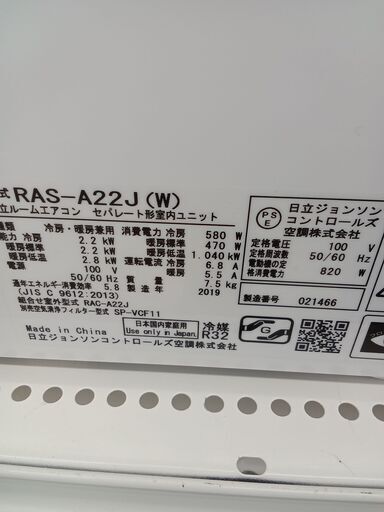 式 RAS-A22J (W)
立ルームエアコン セパレート形室内ユニット
種類 冷房・暖房兼用 消費電力 冷房 580 W
能力 冷房 2.2 kW 暖房標準 470 W
暖房標準 2.2 kW 暖房低温 1.040 kW
暖房低温 2.8 kW 運転電流 冷房 6.8 A
電源 100 V 暖房 5.5 A
50/60 Hz 質量 7.5 kg
通年エネルギー消費効率 5.8 2019
(JIS C 9612:2013)
組合せ室外型式 RAC-A22J
別売空気清浄フィルター型式 SP-VCF11
Made in China
日本国内家庭用
Use only in Japan.
冷媒
R32
日立ジョンソンコントロールズ空調株式会社
PS
E
日立ジョンソン
コントロールズ
空調株式会社
定格電圧 100 V
定格周波数 50/60 Hz
電動機の定
格消費電力 820 W
製造番号 021466
G